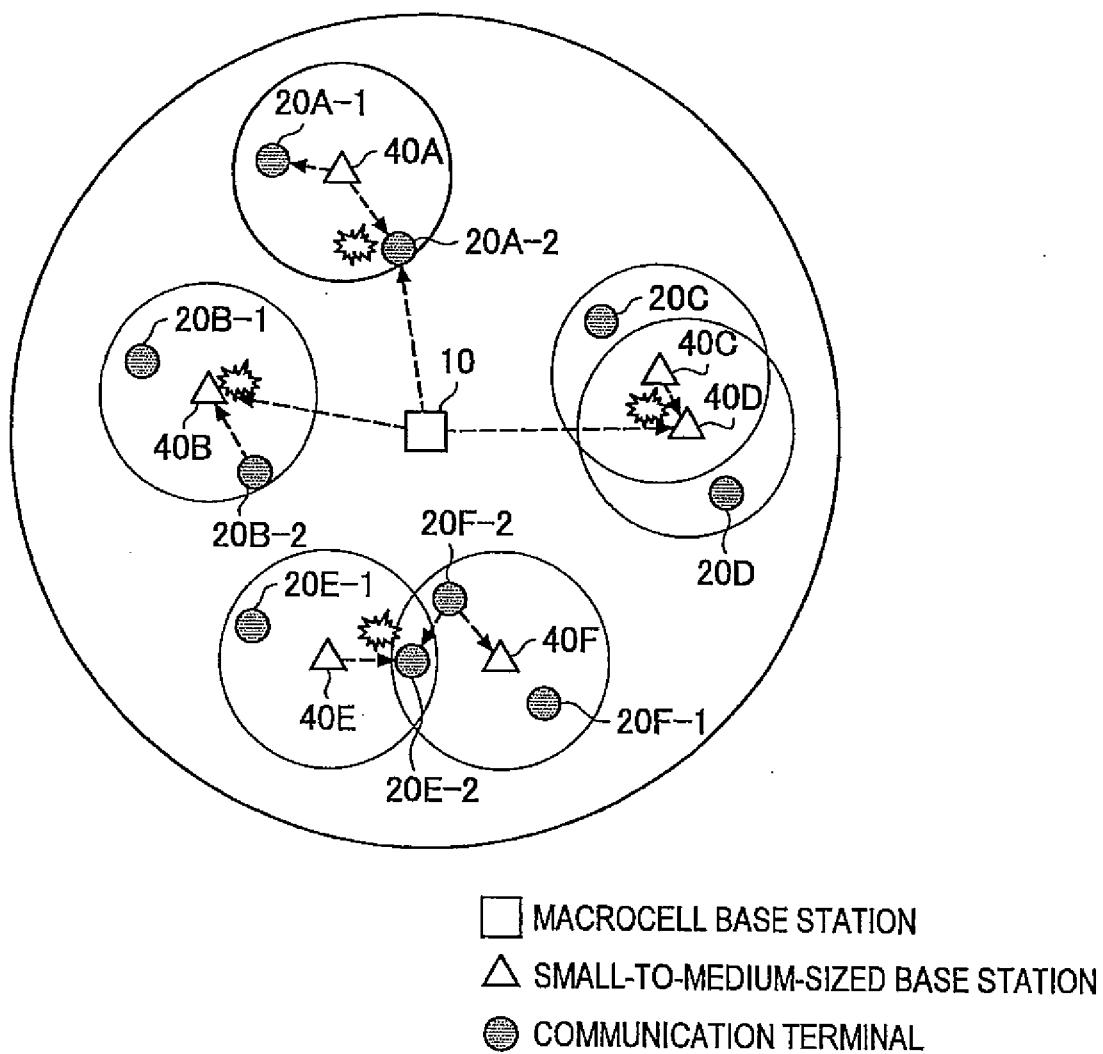 20A-1
40A
20A-2
20B-1
20C
10
40C
40D
40B
20B-2
20F-2
20D
20E-1
40F
40E
20F-1
20E-2
MACROCELL BASE STATION
SMALL-TO-MEDIUM-SIZED BASE STATION
COMMUNICATION TERMINAL